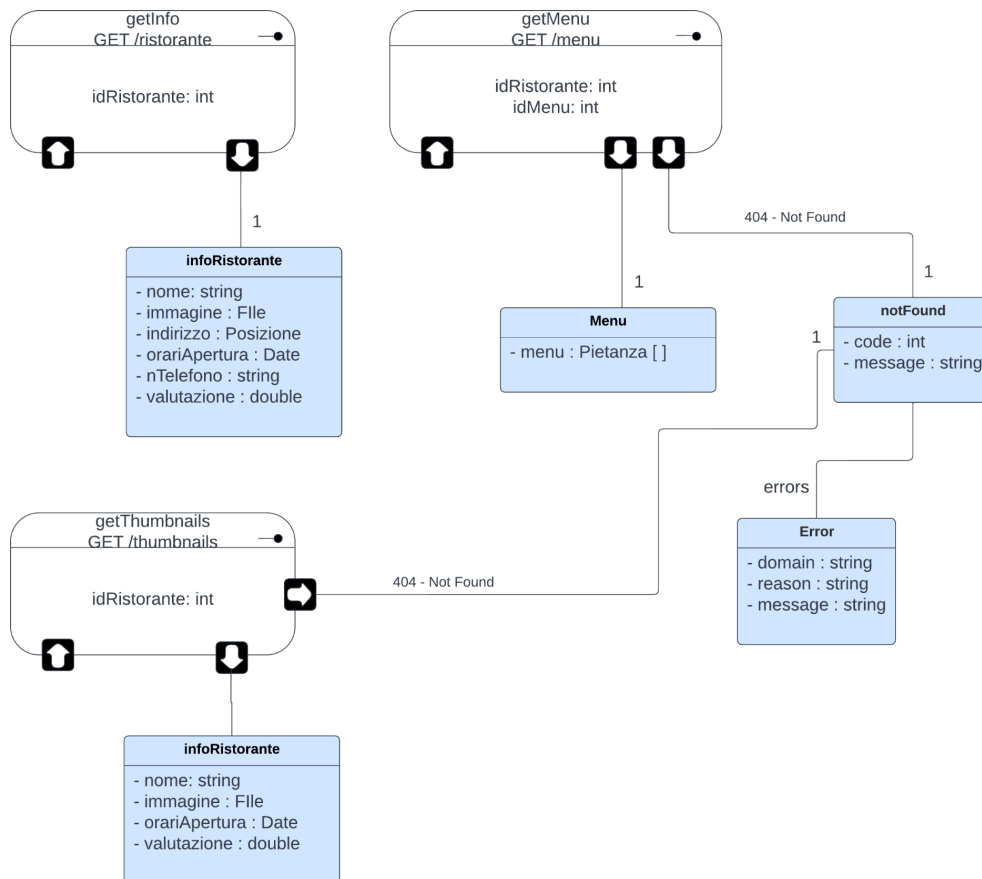 getInfo
GET /ristorante
idRistorante: int
1
infoRistorante
- nome: string
- immagine : FIle
- indirizzo : Posizione
- orariApertura : Date
- nTelefono : string
- valutazione : double
getMenu
GET /menu
idRistorante: int
idMenu: int
404 - Not Found
1
1
Menu
- menu : Pietanza [ ]
notFound
- code : int
- message : string
1
errors
Error
- domain : string
- reason : string
- message : string
getThumbnails
GET /thumbnails
idRistorante: int
404 - Not Found
infoRistorante
- nome: string
- immagine : FIle
- orariApertura : Date
- valutazione : double